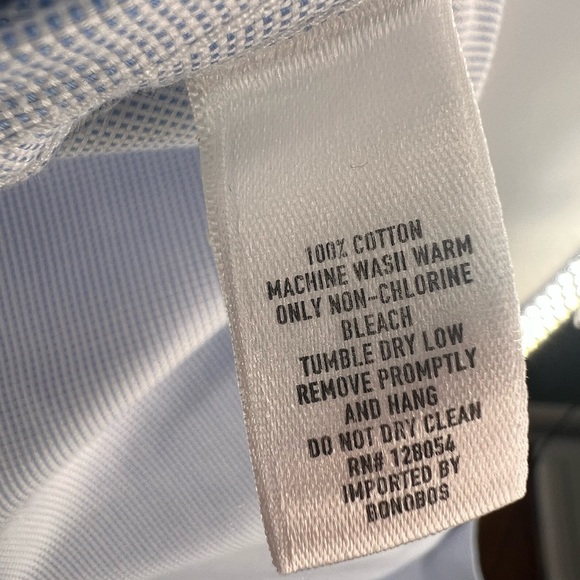 100% COTTON
MACHINE WASH WARM
ONLY NON-CHLORINE
BLEACH
TUMBLE DRY LOW
REMOVE PROMPTLY
AND HANG
DO NOT DRY CLEAN
RN# 128054
IMPORTED BY
BONOBOS